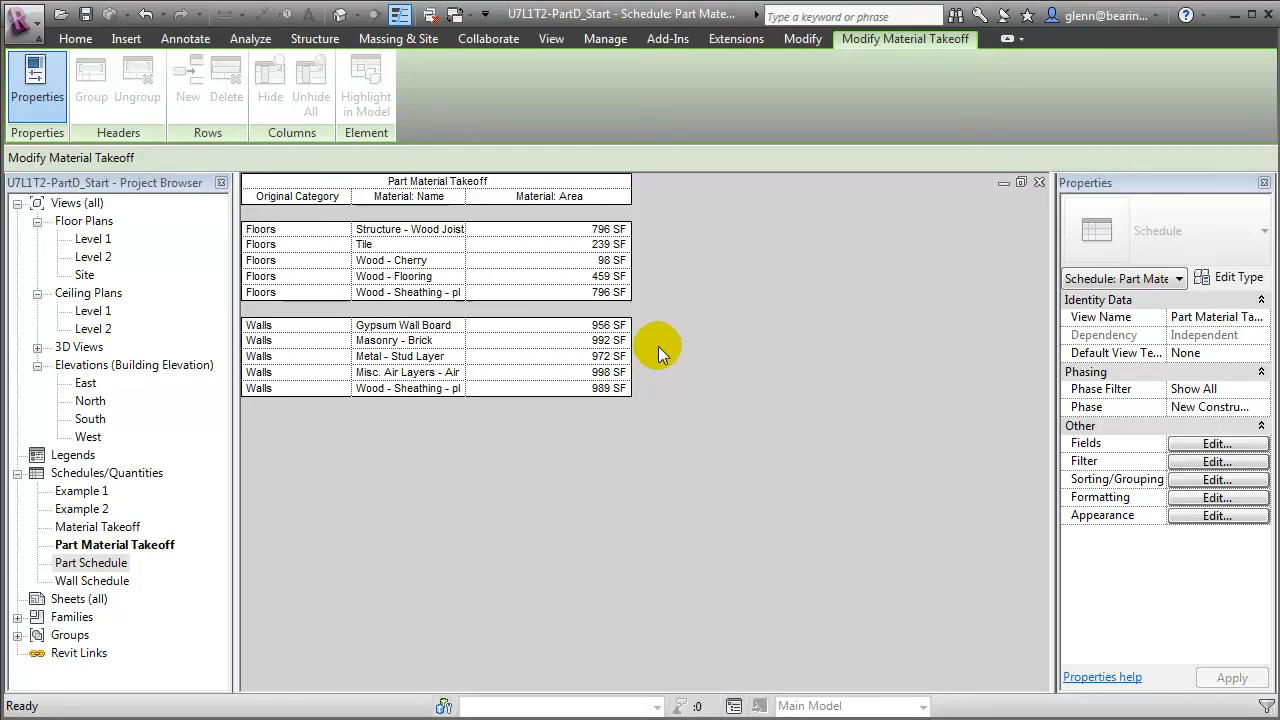 U7L1T2-PartD_Start - Schedule: Part Mate...
Type a keyword or phrase
glenn@bearin...
Home Insert Annotate Analyze Structure Massing & Site Collaborate View Manage Add-Ins Extensions Modify Modify Material Takeoff
Properties Group Ungroup New Delete Hide Unhide All Highlight in Model
Properties Headers Rows Columns Element
Modify Material Takeoff
U7L1T2-PartD_Start - Project Browser
Views (all)
Floor Plans
Level 1
Level 2
Site
Ceiling Plans
Level 1
Level 2
3D Views
Elevations (Building Elevation)
East
North
South
West
Legends
Schedules/Quantities
Example 1
Example 2
Material Takeoff
Part Material Takeoff
Part Schedule
Wall Schedule
Sheets (all)
Families
Groups
Revit Links
Part Material Takeoff
Original Category Material: Name Material: Area
Floors Structure - Wood Joist 796 SF
Floors Tile 239 SF
Floors Wood - Cherry 98 SF
Floors Wood - Flooring 459 SF
Floors Wood - Sheathing - pl 796 SF
Walls Gypsum Wall Board 956 SF
Walls Masonry - Brick 992 SF
Walls Metal - Stud Layer 972 SF
Walls Misc. Air Layers - Air 998 SF
Walls Wood - Sheathing - pl 989 SF
Properties
Schedule
Schedule: Part Mate Edit Type
Identity Data
View Name Part Material Ta...
Dependency Independent
Default View Te... None
Phasing
Phase Filter Show All
Phase New Constru...
Other
Fields Edit...
Filter Edit...
Sorting/Grouping Edit...
Formatting Edit...
Appearance Edit...
Properties help Apply
Ready :0 Main Model